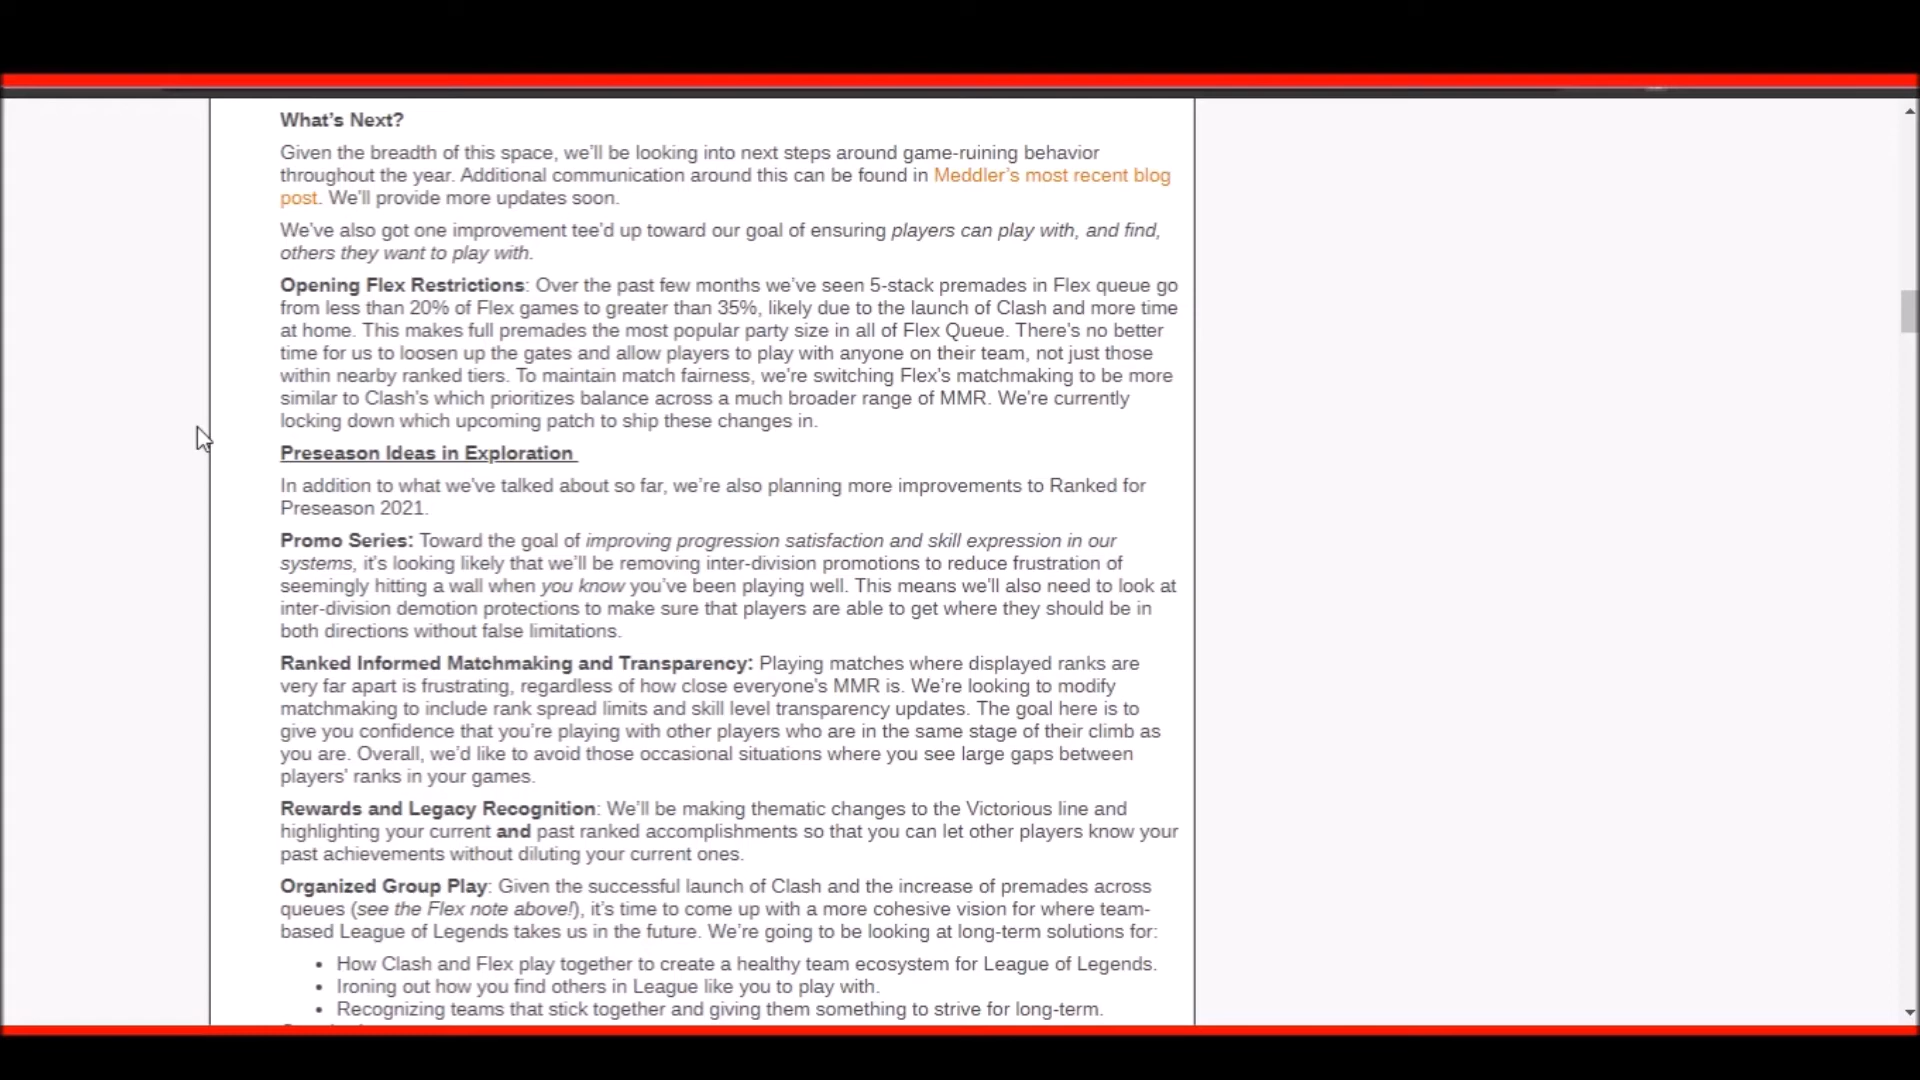 What's Next?
Given the breadth of this space, we'll be looking into next steps around game-ruining behavior
throughout the year. Additional communication around this can be found in Meddler's most recent blog
post. We'll provide more updates soon.
We've also got one improvement tee'd up toward our goal of ensuring players can play with, and find,
others they want to play with.
Opening Flex Restrictions: Over the past few months we've seen 5-stack premades in Flex queue go
from less than 20% of Flex games to greater than 35%, likely due to the launch of Clash and more time
at home. This makes full premades the most popular party size in all of Flex Queue. There's no better
time for us to loosen up the gates and allow players to play with anyone on their team, not just those
within nearby ranked tiers. To maintain match fairness, we're switching Flex's matchmaking to be more
similar to Clash's which prioritizes balance across a much broader range of MMR. We're currently
locking down which upcoming patch to ship these changes in.
Preseason Ideas in Exploration
In addition to what we've talked about so far, we're also planning more improvements to Ranked for
Preseason 2021.
Promo Series: Toward the goal of improving progression satisfaction and skill expression in our
systems, it's looking likely that we'll be removing inter-division promotions to reduce frustration of
seemingly hitting a wall when you know you've been playing well. This means we'll also need to look at
inter-division demotion protections to make sure that players are able to get where they should be in
both directions without false limitations.
Ranked Informed Matchmaking and Transparency: Playing matches where displayed ranks are
very far apart is frustrating, regardless of how close everyone's MMR is. We're looking to modify
matchmaking to include rank spread limits and skill level transparency updates. The goal here is to
give you confidence that you're playing with other players who are in the same stage of their climb as
you are. Overall, we'd like to avoid those occasional situations where you see large gaps between
players' ranks in your games.
Rewards and Legacy Recognition: We'll be making thematic changes to the Victorious line and
highlighting your current and past ranked accomplishments so that you can let other players know your
past achievements without diluting your current ones.
Organized Group Play: Given the successful launch of Clash and the increase of premades across
queues (see the Flex note above!), it's time to come up with a more cohesive vision for where team-
based League of Legends takes us in the future. We're going to be looking at long-term solutions for:
• How Clash and Flex play together to create a healthy team ecosystem for League of Legends.
• Ironing out how you find others in League like you to play with.
• Recognizing teams that stick together and giving them something to strive for long-term.